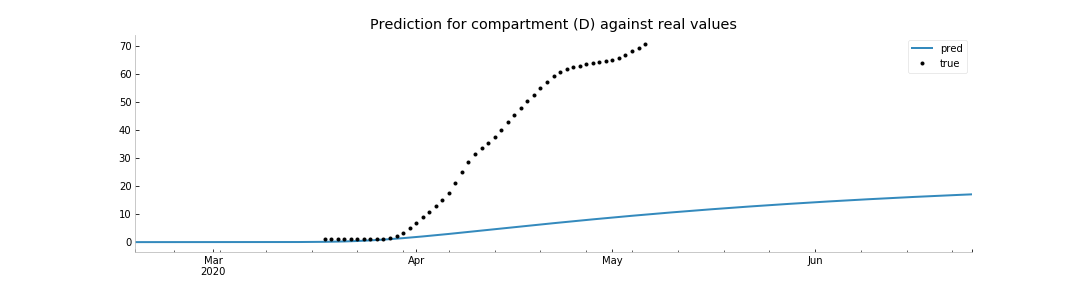 Prediction for compartment (D) against real values
pred
true
70
60
50
40
30
20
10
0
Mar
2020
Apr
May
Jun